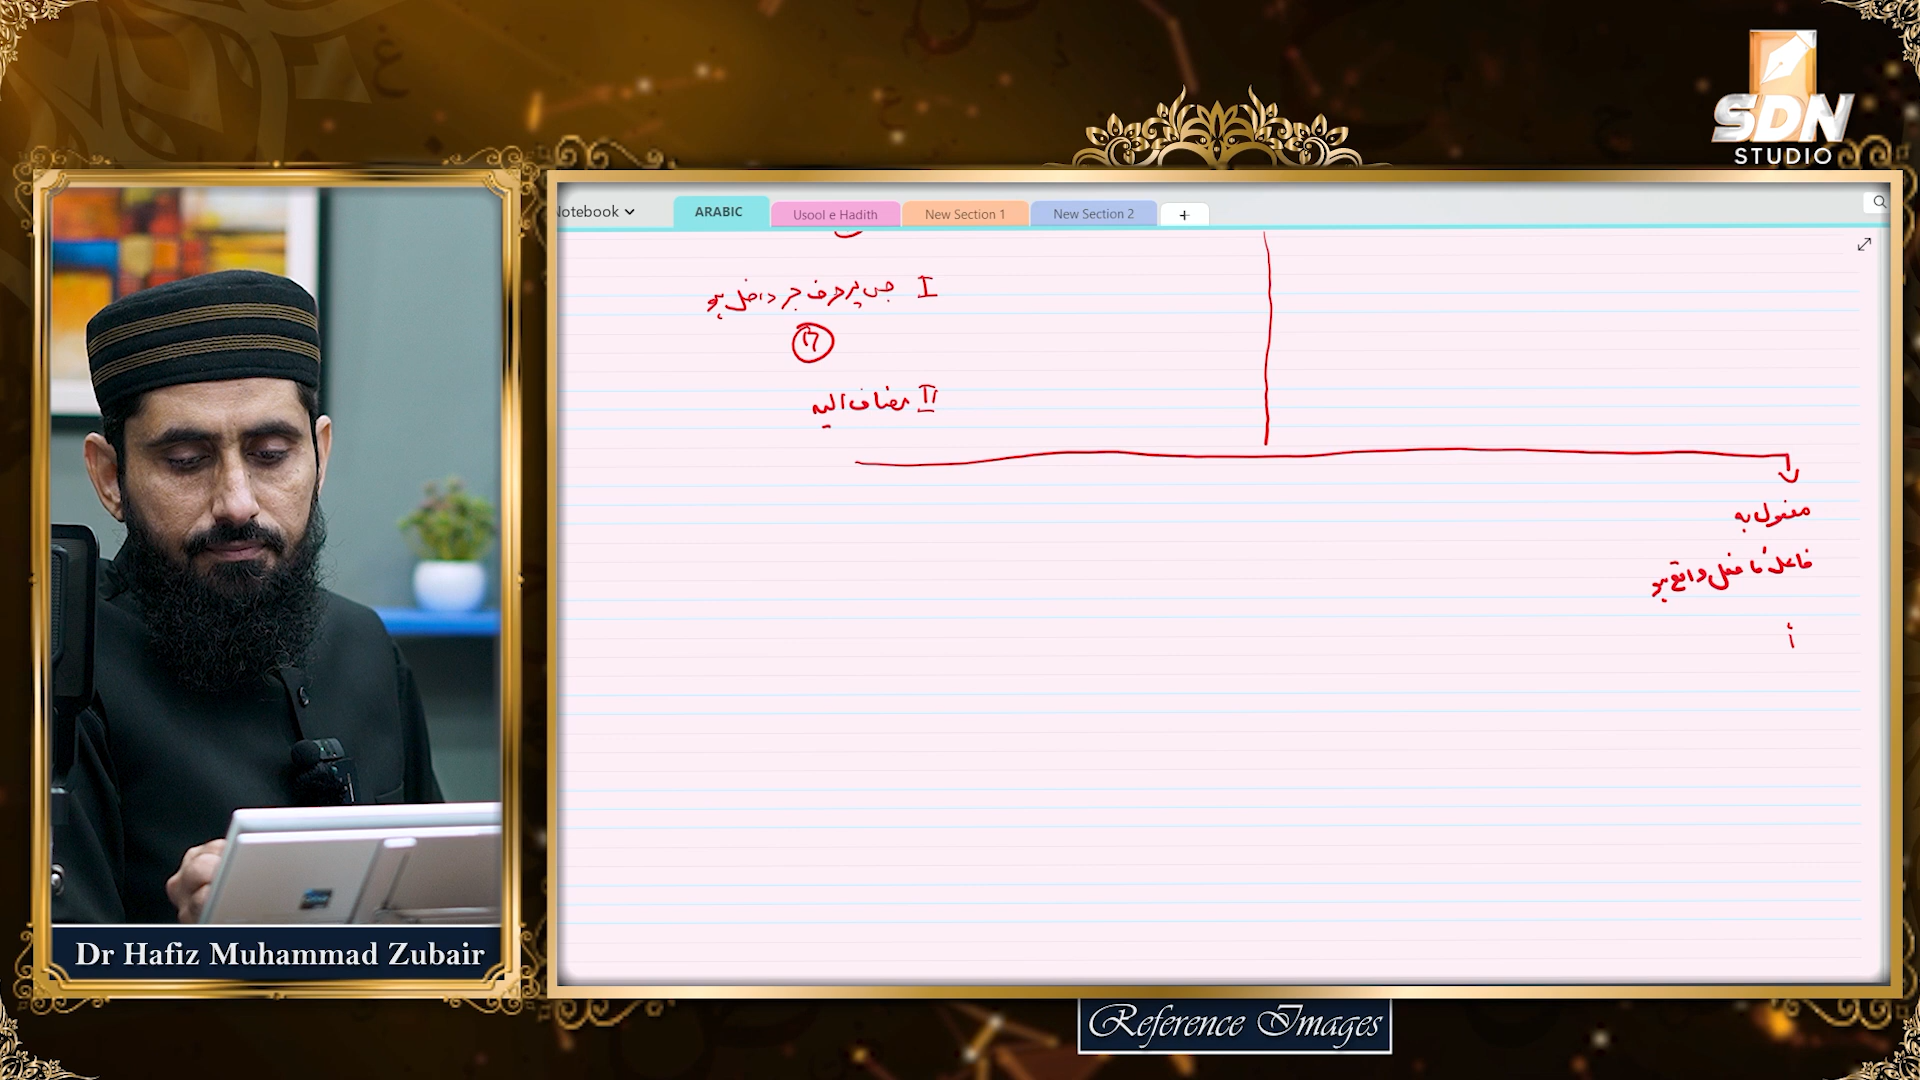 SDN
STUDIO
Notebook
ARABIC
Usool e Hadith
New Section 1
New Section 2
+
I جس پر حرف جر داخل ہو
۱۷
II مضاف الیہ
مفعول بہ
فاعل کا فعل واقع ہو
أ
Dr Hafiz Muhammad Zubair
Reference Images